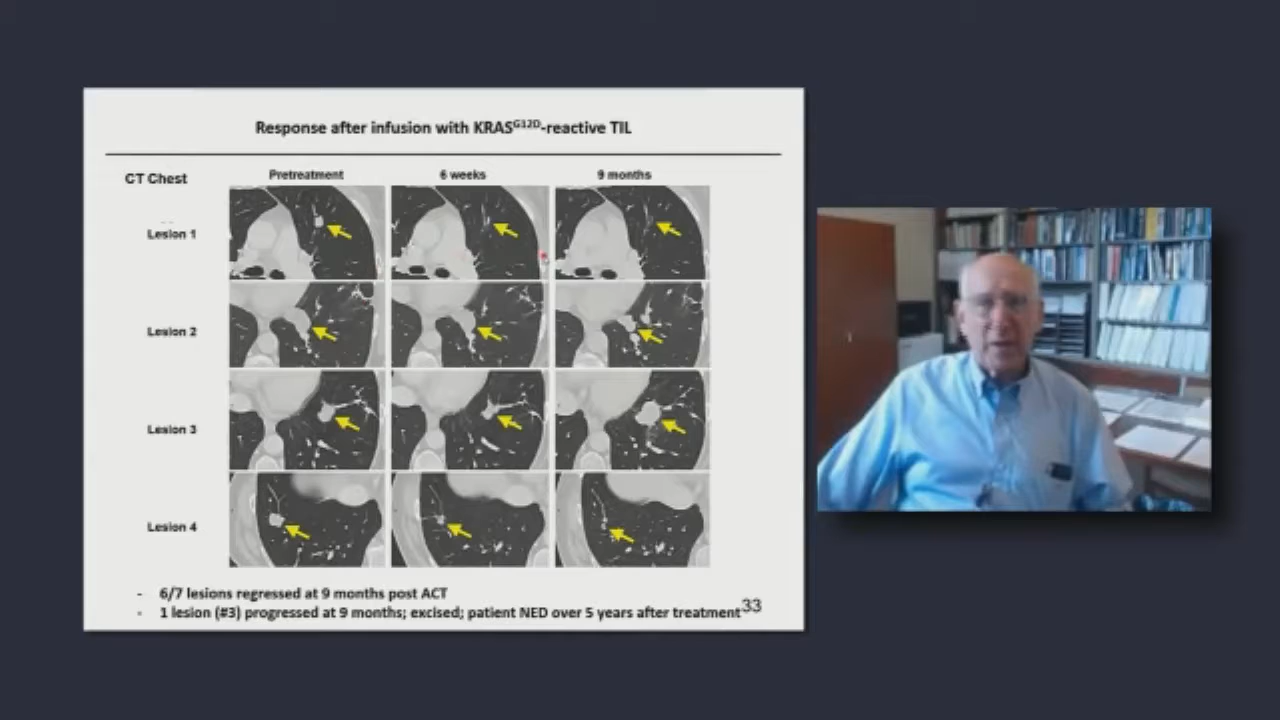 Response after infusion with KRASG12D-reactive TIL
CT Chest
Pretreatment
6 weeks
9 months
Lesion 1
Lesion 2
Lesion 3
Lesion 4
- 6/7 lesions regressed at 9 months post ACT
- 1 lesion (#3) progressed at 9 months; excised; patient NED over 5 years after treatment
33